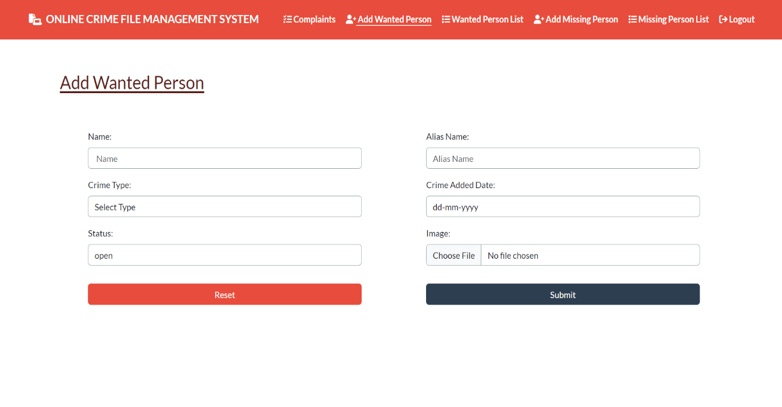 ONLINE CRIME FILE MANAGEMENT SYSTEM Complaints Add Wanted Person Wanted Person List Add Missing Person Missing Person List Logout
Add Wanted Person
Name: Alias Name:
Name Alias Name
Crime Type: Crime Added Date:
Select Type dd-mm-yyyy
Status: Image:
open Choose File No file chosen
Reset Submit